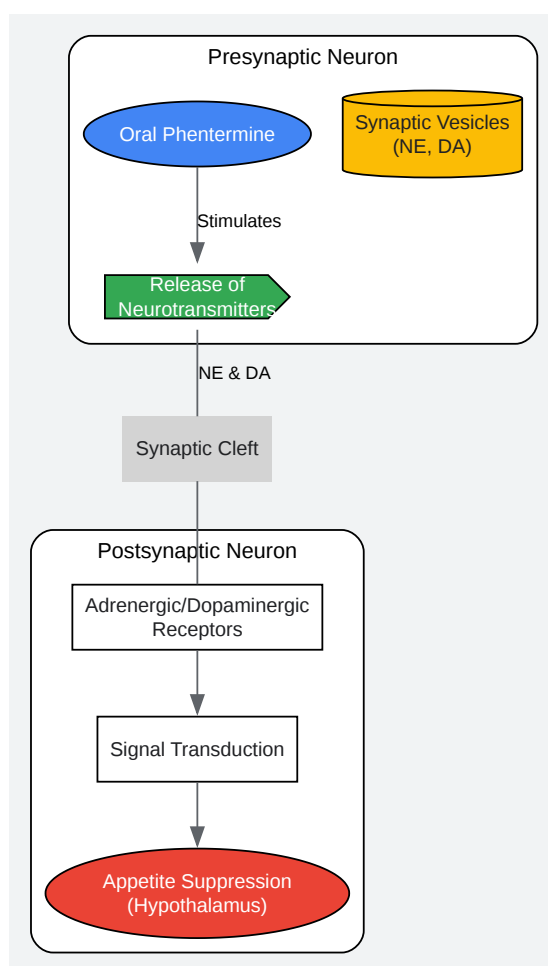 Presynaptic Neuron
Oral Phentermine
Synaptic Vesicles
(NE, DA)
Stimulates
Release of
Neurotransmitters
NE & DA
Synaptic Cleft
Postsynaptic Neuron
Adrenergic/Dopaminergic
Receptors
Signal Transduction
Appetite Suppression
(Hypothalamus)